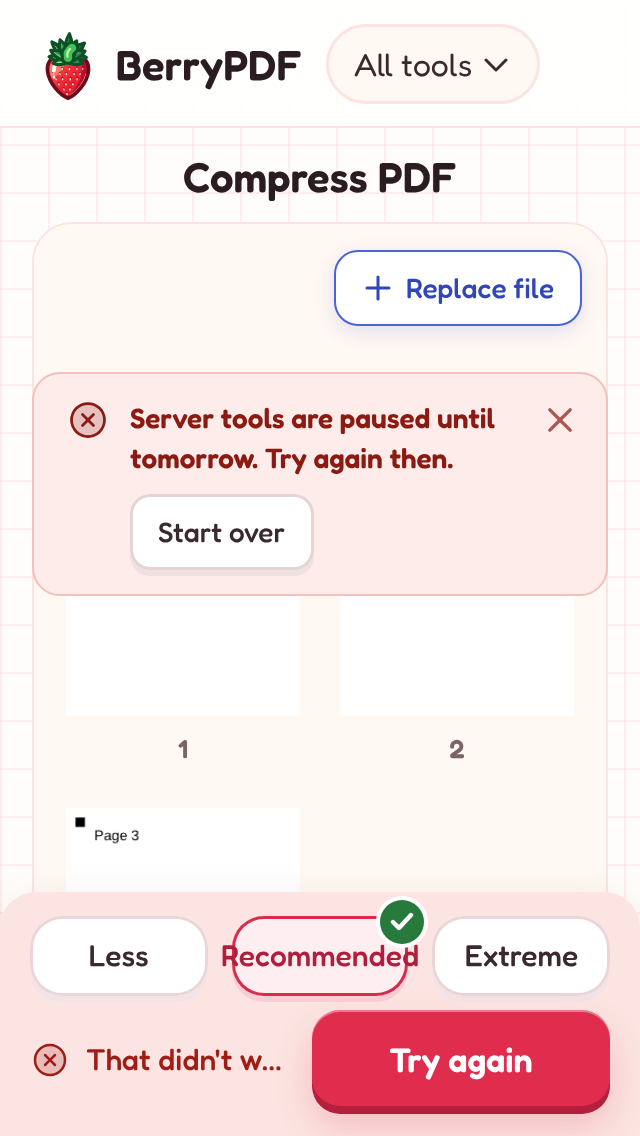 BerryPDF
All tools
Compress PDF
Replace file
Server tools are paused until
tomorrow. Try again then.
Start over
1
2
Page 3
Less
Recommended
Extreme
That didn't w...
Try again